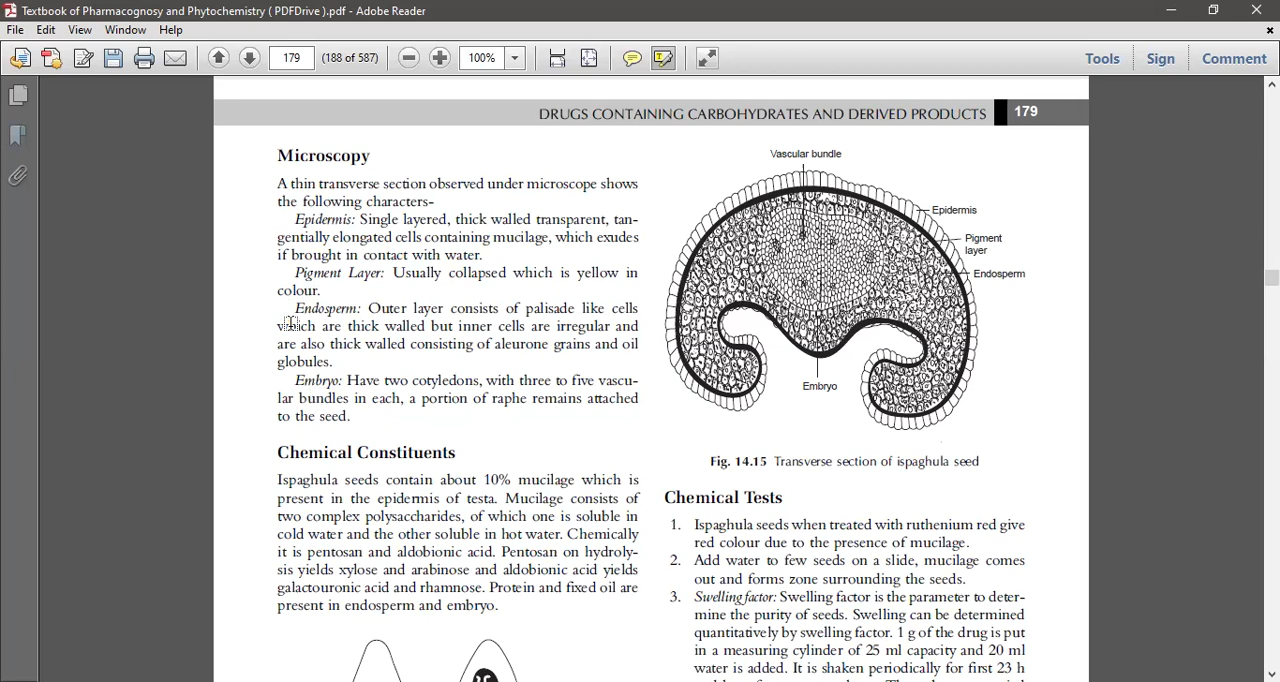 Textbook of Pharmacognosy and Phytochemistry ( PDFDrive ).pdf - Adobe Reader
File Edit View Window Help
179 (188 of 587) 100% Tools Sign Comment
DRUGS CONTAINING CARBOHYDRATES AND DERIVED PRODUCTS 179
Microscopy
A thin transverse section observed under microscope shows
the following characters-
Epidermis: Single layered, thick walled transparent, tan-
gentially elongated cells containing mucilage, which exudes
if brought in contact with water.
Pigment Layer: Usually collapsed which is yellow in
colour.
Endosperm: Outer layer consists of palisade like cells
which are thick walled but inner cells are irregular and
are also thick walled consisting of aleurone grains and oil
globules.
Embryo: Have two cotyledons, with three to five vascu-
lar bundles in each, a portion of raphe remains attached
to the seed.
Chemical Constituents
Ispaghula seeds contain about 10% mucilage which is
present in the epidermis of testa. Mucilage consists of
two complex polysaccharides, of which one is soluble in
cold water and the other soluble in hot water. Chemically
it is pentosan and aldobionic acid. Pentosan on hydroly-
sis yields xylose and arabinose and aldobionic acid yields
galactouronic acid and rhamnose. Protein and fixed oil are
present in endosperm and embryo.
Vascular bundle
Epidermis
Pigment
layer
Endosperm
Embryo
Fig. 14.15 Transverse section of ispaghula seed
Chemical Tests
1. Ispaghula seeds when treated with ruthenium red give
red colour due to the presence of mucilage.
2. Add water to few seeds on a slide, mucilage comes
out and forms zone surrounding the seeds.
3. Swelling factor: Swelling factor is the parameter to deter-
mine the purity of seeds. Swelling can be determined
quantitatively by swelling factor. 1 g of the drug is put
in a measuring cylinder of 25 ml capacity and 20 ml
water is added. It is shaken periodically for first 23 h